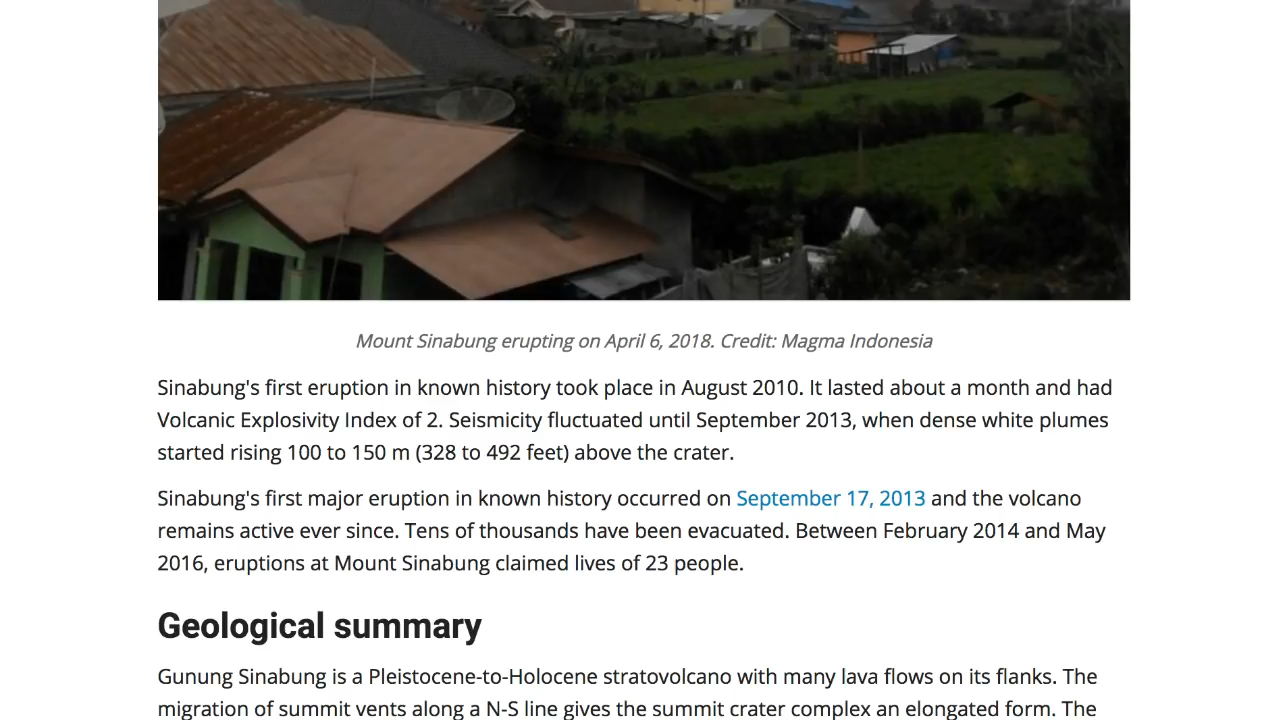 Mount Sinabung erupting on April 6, 2018. Credit: Magma Indonesia
Sinabung's first eruption in known history took place in August 2010. It lasted about a month and had
Volcanic Explosivity Index of 2. Seismicity fluctuated until September 2013, when dense white plumes
started rising 100 to 150 m (328 to 492 feet) above the crater.
Sinabung's first major eruption in known history occurred on September 17, 2013 and the volcano
remains active ever since. Tens of thousands have been evacuated. Between February 2014 and May
2016, eruptions at Mount Sinabung claimed lives of 23 people.
Geological summary
Gunung Sinabung is a Pleistocene-to-Holocene stratovolcano with many lava flows on its flanks. The
migration of summit vents along a N-S line gives the summit crater complex an elongated form. The